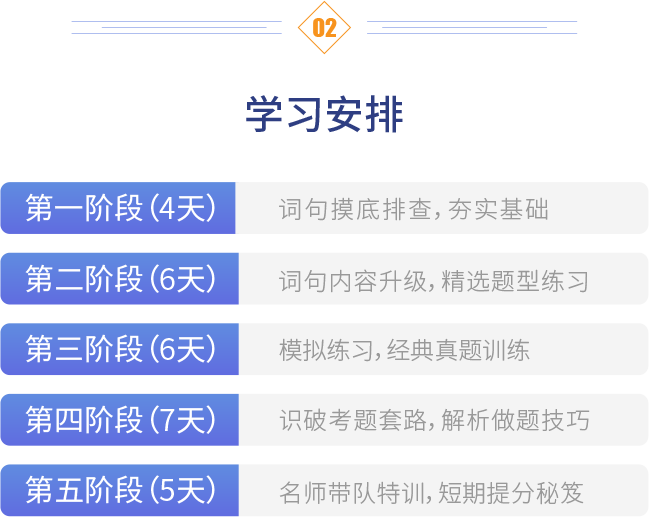 02
学习安排
第一阶段（4天） 词句摸底排查，夯实基础
第二阶段（6天） 词句内容升级，精选题型练习
第三阶段（6天） 模拟练习，经典真题训练
第四阶段（7天） 识破考题套路，解析做题技巧
第五阶段（5天） 名师带队特训，短期提分秘笈